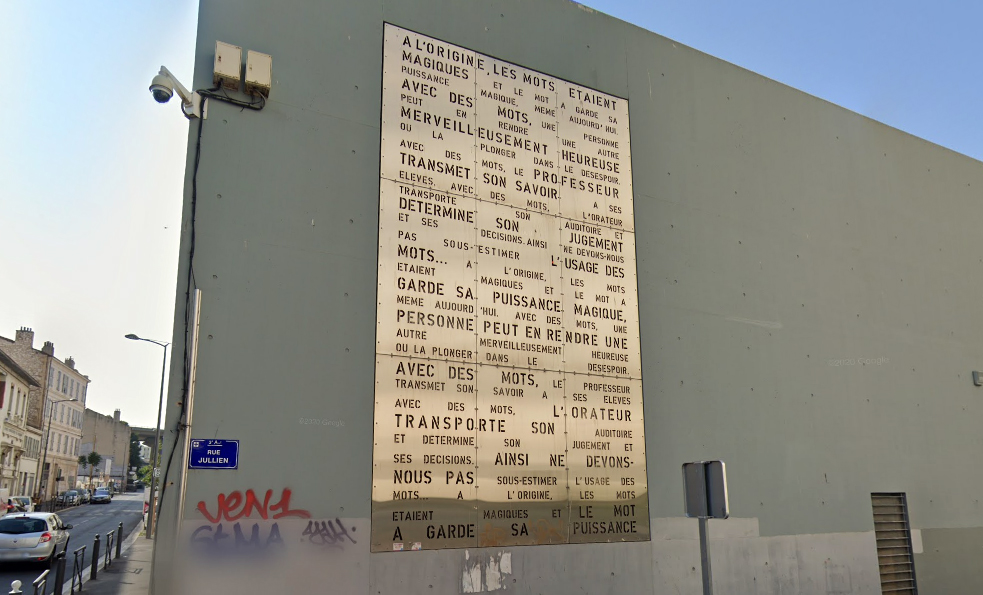 A L'ORIGINE, LES MOTS ETAIENT
MAGIQUES ET LE MOT A GARDE SA
PUISSANCE MAGIQUE, MEME AUJOURD'HUI.
AVEC DES MOTS, UNE PERSONNE
PEUT EN RENDRE UNE AUTRE
MERVEILLEUSEMENT HEUREUSE
OU LA PLONGER DANS LE DESESPOIR.
AVEC DES MOTS, LE PROFESSEUR
TRANSMET SON SAVOIR A SES
ELEVES, AVEC DES MOTS, L'ORATEUR
TRANSPORTE SON AUDITOIRE ET
DETERMINE SON JUGEMENT
ET SES DECISIONS. AINSI NE DEVONS-NOUS
PAS SOUS-ESTIMER L'USAGE DES
MOTS... A L'ORIGINE, LES MOTS
ETAIENT MAGIQUES ET LE MOT A
GARDE SA PUISSANCE MAGIQUE,
MEME AUJOURD'HUI. AVEC DES MOTS, UNE
PERSONNE PEUT EN RENDRE UNE
AUTRE MERVEILLEUSEMENT HEUREUSE
OU LA PLONGER DANS LE DESESPOIR.
AVEC DES MOTS, LE PROFESSEUR
TRANSMET SON SAVOIR A SES ELEVES
AVEC DES MOTS, L'ORATEUR
TRANSPORTE SON AUDITOIRE
ET DETERMINE SON JUGEMENT ET
SES DECISIONS. AINSI NE DEVONS-
NOUS PAS SOUS-ESTIMER L'USAGE DES
MOTS... A L'ORIGINE, LES MOTS
ETAIENT MAGIQUES ET LE MOT
A GARDE SA PUISSANCE
RUE
JULLIEN
VEN1